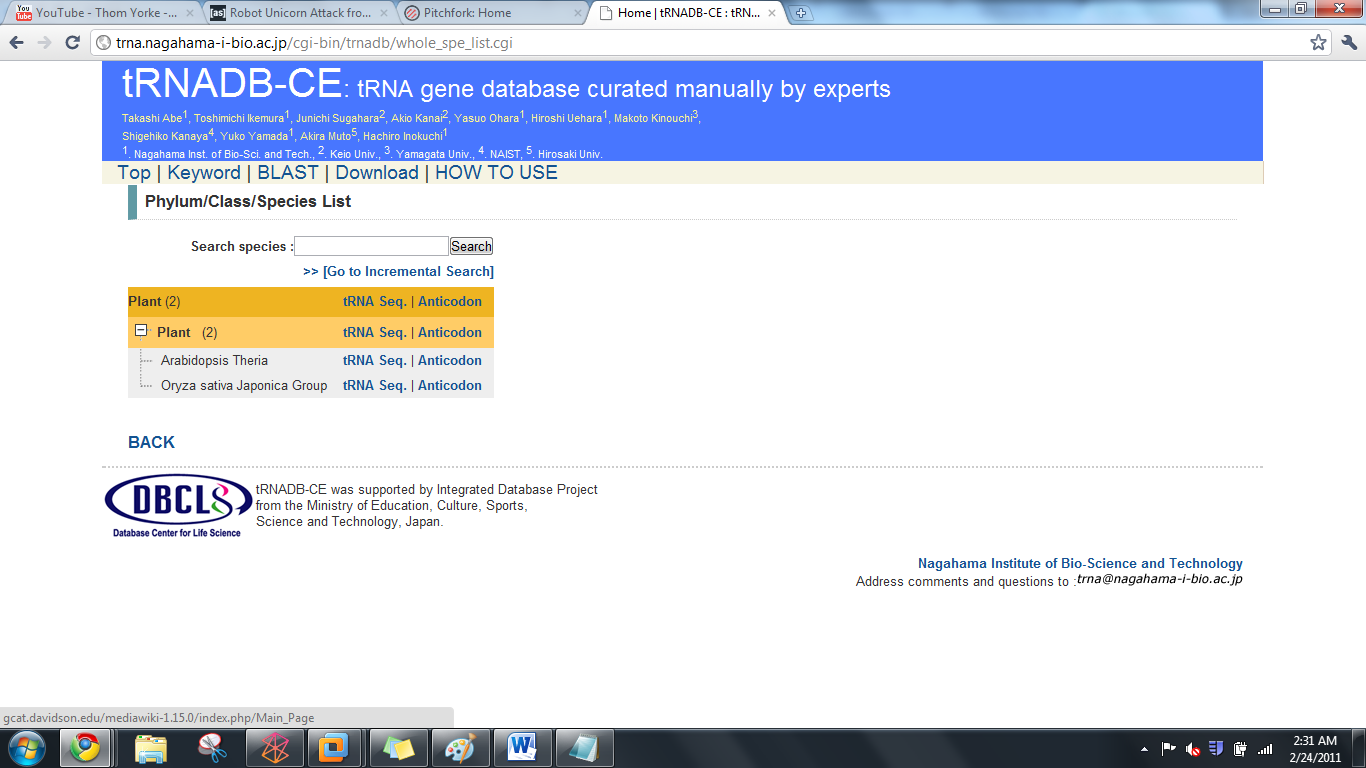 YouTube - Thom Yorke -...
Robot Unicorn Attack fro...
Pitchfork: Home
Home | tRNADB-CE : tRN...
trna.nagahama-i-bio.ac.jp/cgi-bin/trnadb/whole_spe_list.cgi
tRNADB-CE: tRNA gene database curated manually by experts
Takashi Abe1, Toshimichi Ikemura1, Junichi Sugahara2, Akio Kanai2, Yasuo Ohara1, Hiroshi Uehara1, Makoto Kinouchi3,
Shigehiko Kanaya4, Yuko Yamada1, Akira Muto5, Hachiro Inokuchi1
1. Nagahama Inst. of Bio-Sci. and Tech., 2. Keio Univ., 3. Yamagata Univ., 4. NAIST, 5. Hirosaki Univ.
Top | Keyword | BLAST | Download | HOW TO USE
Phylum/Class/Species List
Search species : Search
>> [Go to Incremental Search]
Plant (2) tRNA Seq. | Anticodon
Plant (2) tRNA Seq. | Anticodon
Arabidopsis Theria tRNA Seq. | Anticodon
Oryza sativa Japonica Group tRNA Seq. | Anticodon
BACK
DBCLS
Database Center for Life Science
tRNADB-CE was supported by Integrated Database Project
from the Ministry of Education, Culture, Sports,
Science and Technology, Japan.
Nagahama Institute of Bio-Science and Technology
Address comments and questions to :trna@nagahama-i-bio.ac.jp
gcat.davidson.edu/mediawiki-1.15.0/index.php/Main_Page
2:31 AM
2/24/2011